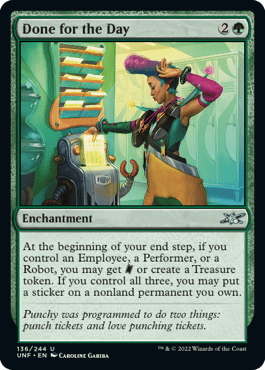 Done for the Day 2
Enchantment
At the beginning of your end step, if you
control an Employee, a Performer, or a
Robot, you may get or create a Treasure
token. If you control all three, you may put
a sticker on a nonland permanent you own.
Punchy was programmed to do two things:
punch tickets and love punching tickets.
136/244 U
UNF • EN CAROLINE GARIBA
™ & © 2022 Wizards of the Coast